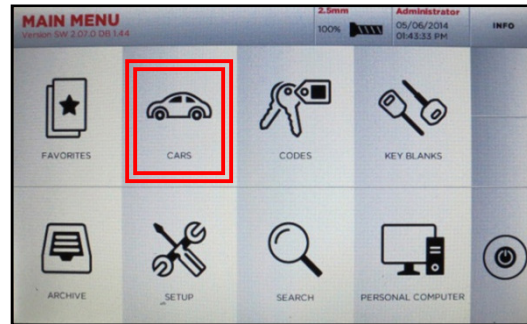 MAIN MENU
Version SW 2.07.0 DB 1.44
2.5mm
100%
Administrator
05/06/2014
01:43:33 PM
INFO
FAVORITES
CARS
CODES
KEY BLANKS
ARCHIVE
SETUP
SEARCH
PERSONAL COMPUTER